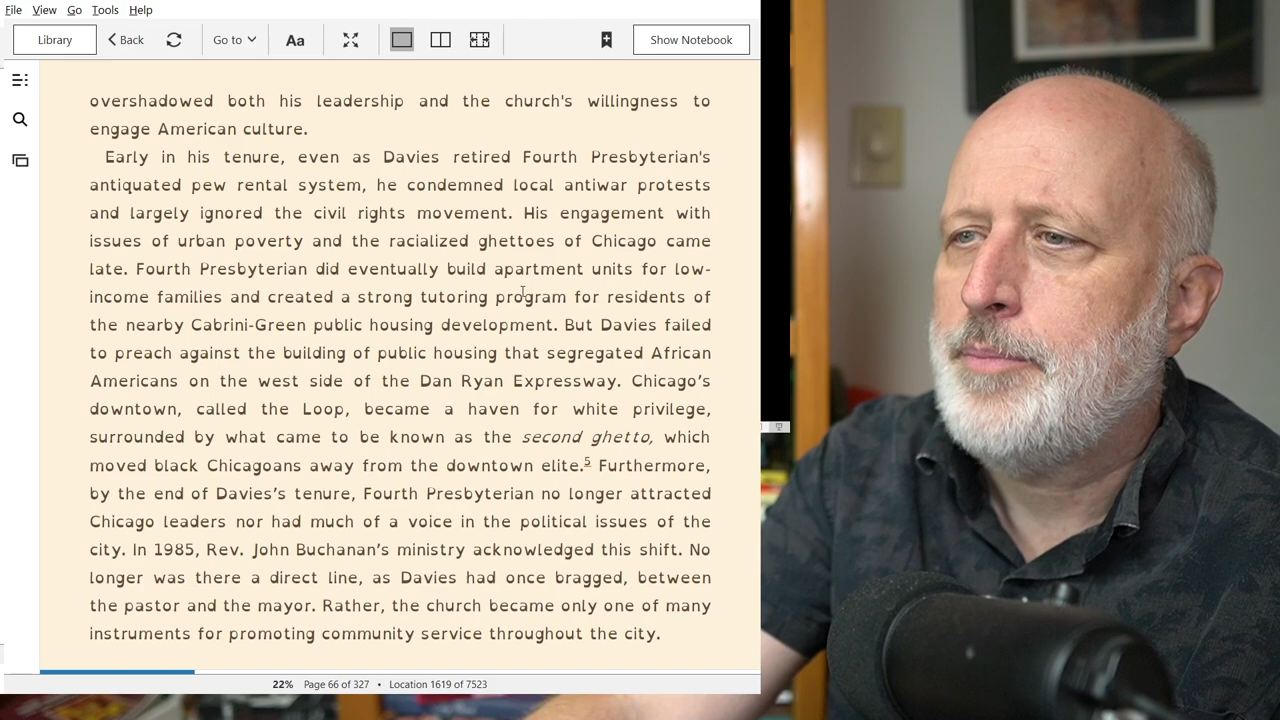 File View Go Tools Help
Library Back Go to Aa Show Notebook
overshadowed both his leadership and the church's willingness to
engage American culture.
Early in his tenure, even as Davies retired Fourth Presbyterian's
antiquated pew rental system, he condemned local antiwar protests
and largely ignored the civil rights movement. His engagement with
issues of urban poverty and the racialized ghettoes of Chicago came
late. Fourth Presbyterian did eventually build apartment units for low-
income families and created a strong tutoring program for residents of
the nearby Cabrini-Green public housing development. But Davies failed
to preach against the building of public housing that segregated African
Americans on the west side of the Dan Ryan Expressway. Chicago’s
downtown, called the Loop, became a haven for white privilege,
surrounded by what came to be known as the second ghetto, which
moved black Chicagoans away from the downtown elite.5 Furthermore,
by the end of Davies’s tenure, Fourth Presbyterian no longer attracted
Chicago leaders nor had much of a voice in the political issues of the
city. In 1985, Rev. John Buchanan’s ministry acknowledged this shift. No
longer was there a direct line, as Davies had once bragged, between
the pastor and the mayor. Rather, the church became only one of many
instruments for promoting community service throughout the city.
22% Page 66 of 327 • Location 1619 of 7523